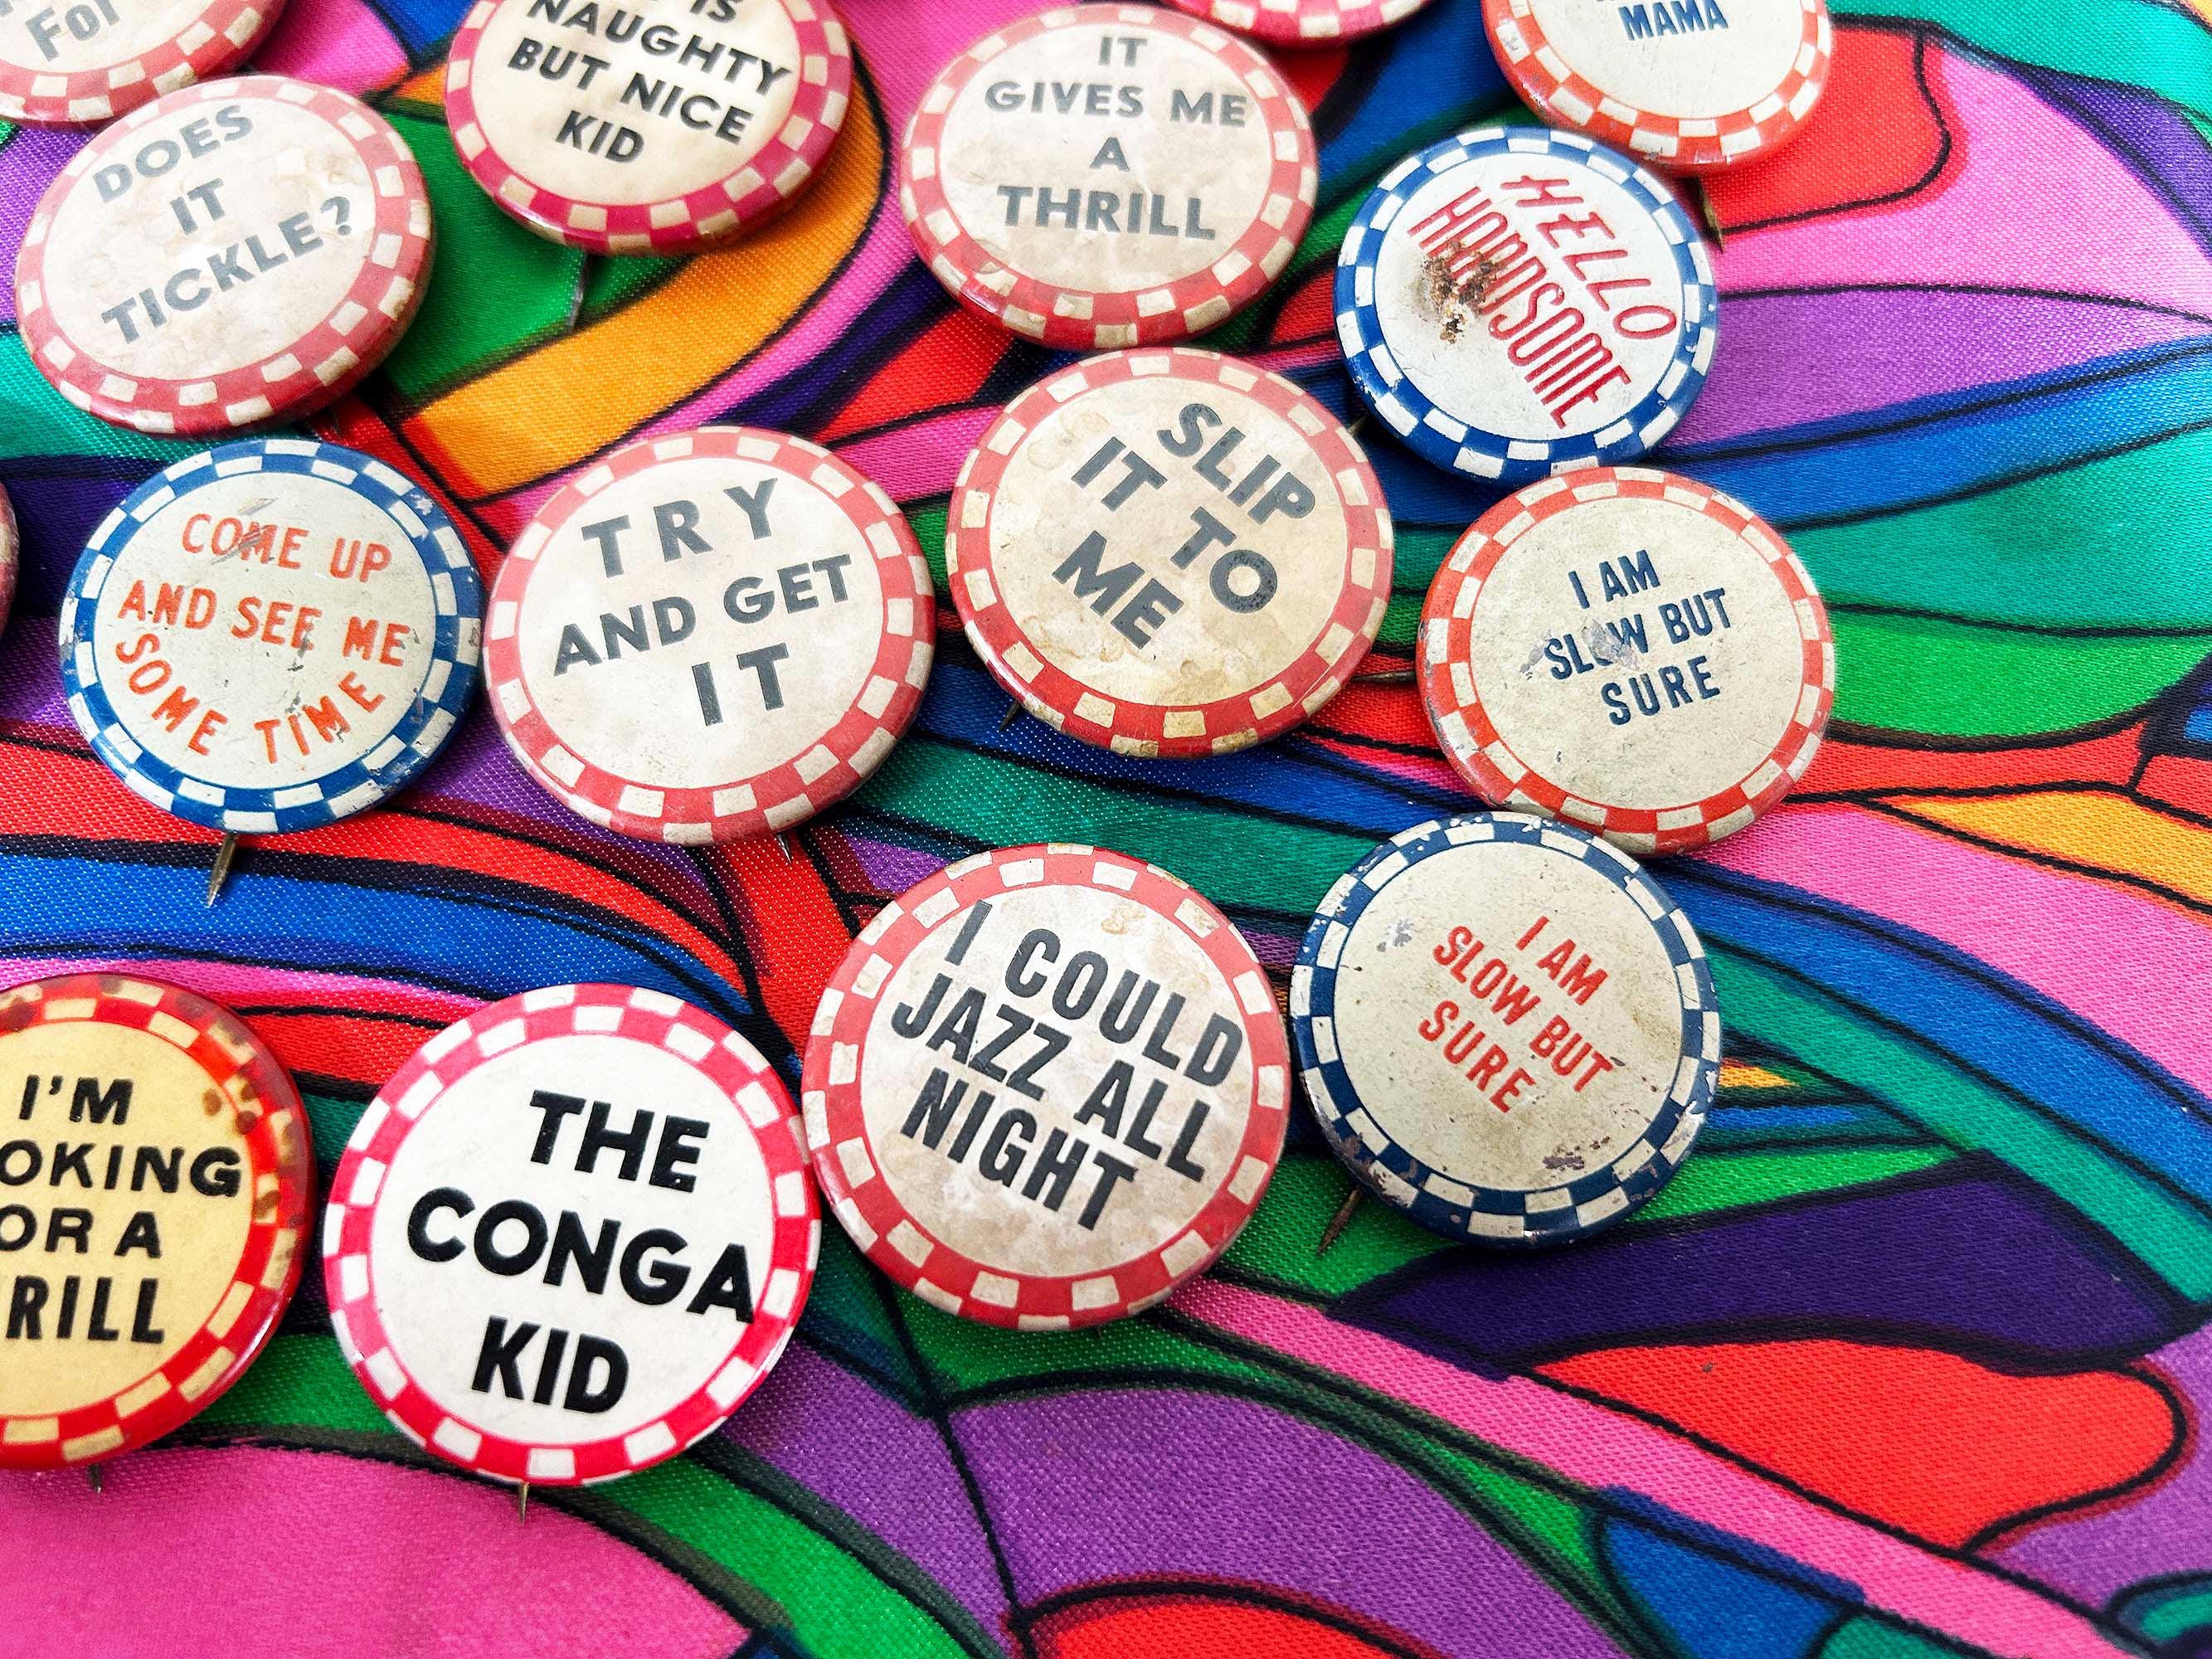 For
DOES
IT
TICKLE?
IS
NAUGHTY
BUT NICE
KID
IT
GIVES ME
A
THRILL
MAMA
HELLO
HANDSOME
COME UP
AND SEE ME
SOME TIME
TRY
AND GET
IT
SLIP
IT TO
ME
I AM
SLOW BUT
SURE
I'M
OKING
OR A
RILL
THE
CONGA
KID
I COULD
JAZZ ALL
NIGHT
I AM
SLOW BUT
SURE